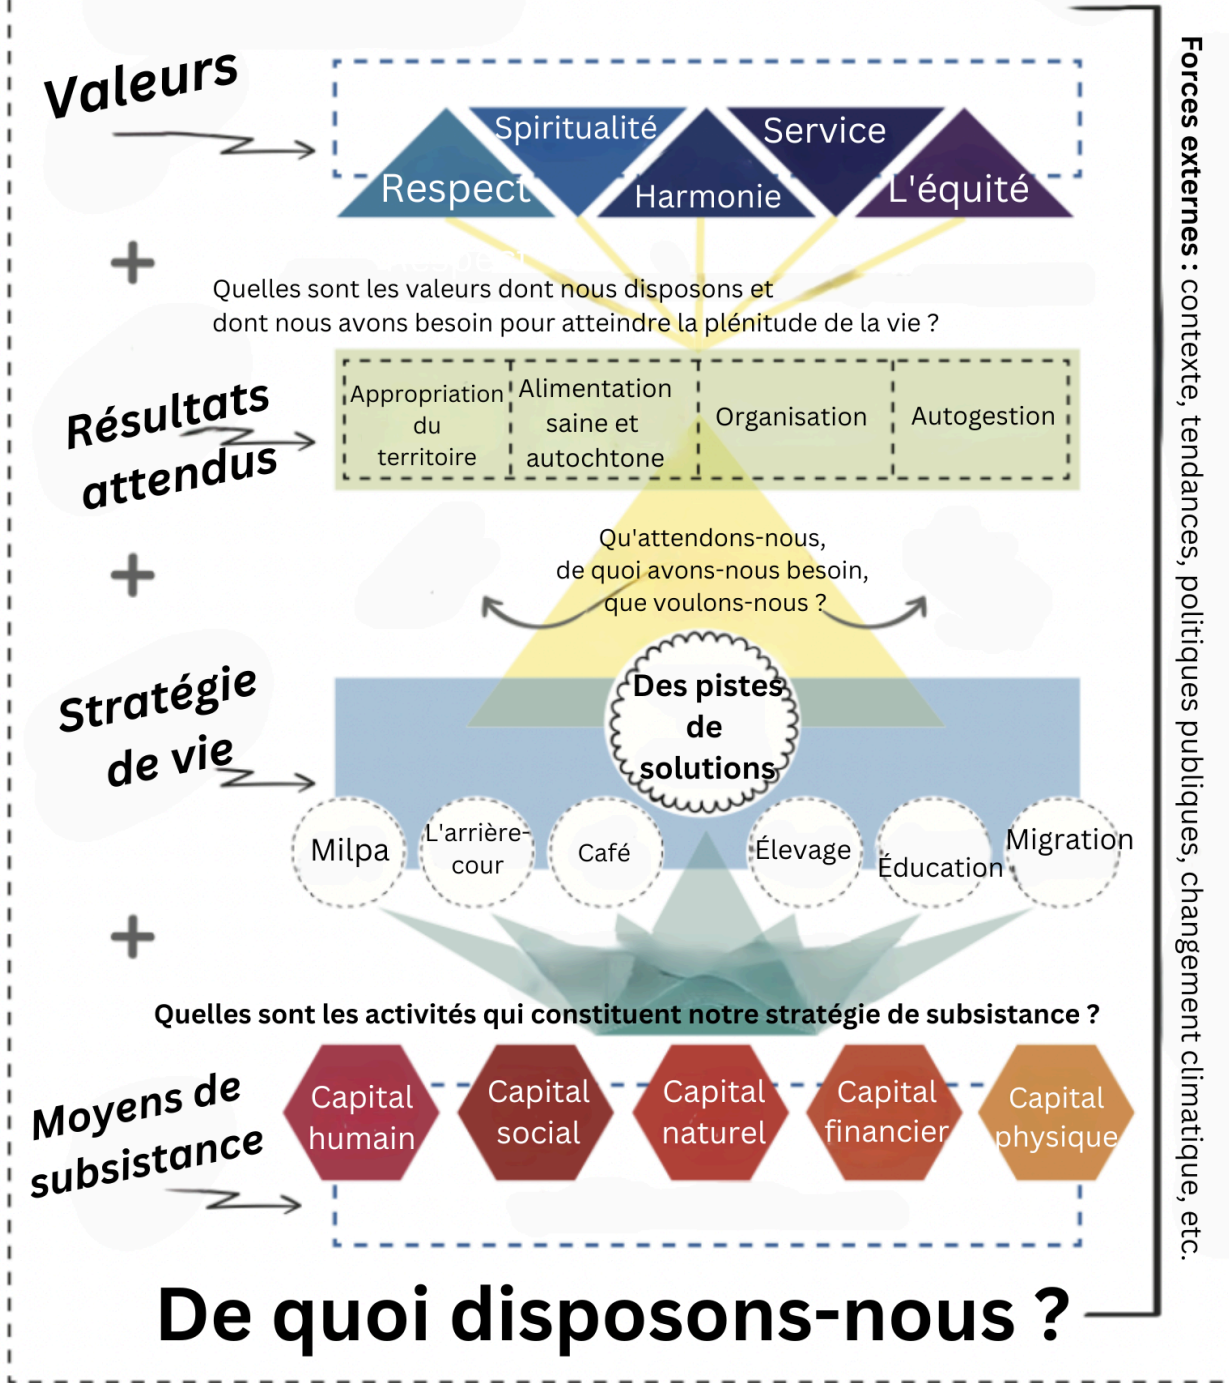 Valeurs
Spiritualité
Service
Respect
Harmonie
L'équité
Quelles sont les valeurs dont nous disposons et
dont nous avons besoin pour atteindre la plénitude de la vie ?
Résultats
attendus
Appropriation
du
territoire
Alimentation
saine et
autochtone
Organisation
Autogestion
Qu'attendons-nous,
de quoi avons-nous besoin,
que voulons-nous ?
Stratégie
de vie
Des pistes
de
solutions
Milpa
L'arrière-
cour
Café
Élevage
Éducation
Migration
Quelles sont les activités qui constituent notre stratégie de subsistance ?
Moyens de
subsistance
Capital
humain
Capital
social
Capital
naturel
Capital
financier
Capital
physique
De quoi disposons-nous ?
Forces externes : contexte, tendances, politiques publiques, changement climatique, etc.